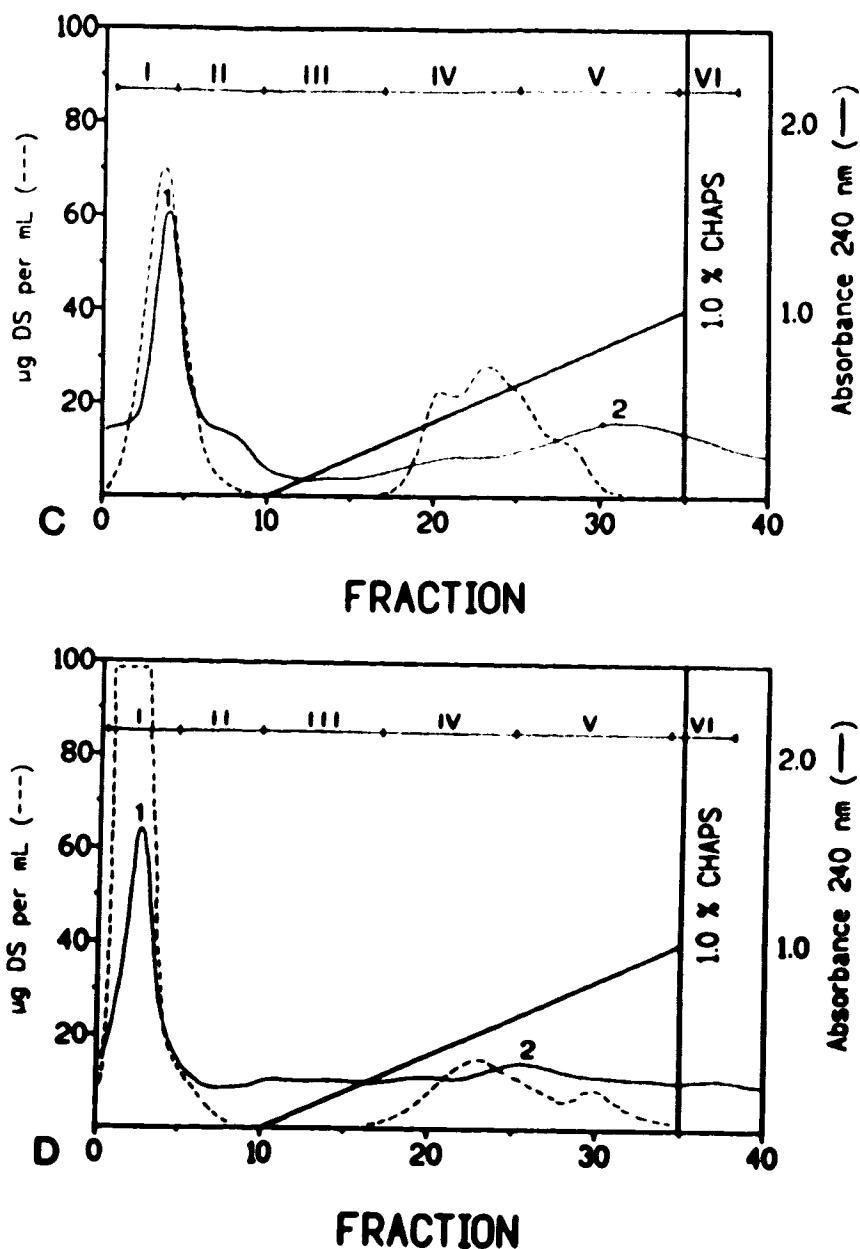 100
80
60
40
20
µg DS per mL (---)
I II III IV V VI
1
2
1.0 % CHAPS
2.0
1.0
Absorbance 240 nm (—)
C
0 10 20 30 40
FRACTION
100
80
60
40
20
µg DS per mL (---)
I II III IV V VI
1
2
1.0 % CHAPS
2.0
1.0
Absorbance 240 nm (—)
D
0 10 20 30 40
FRACTION